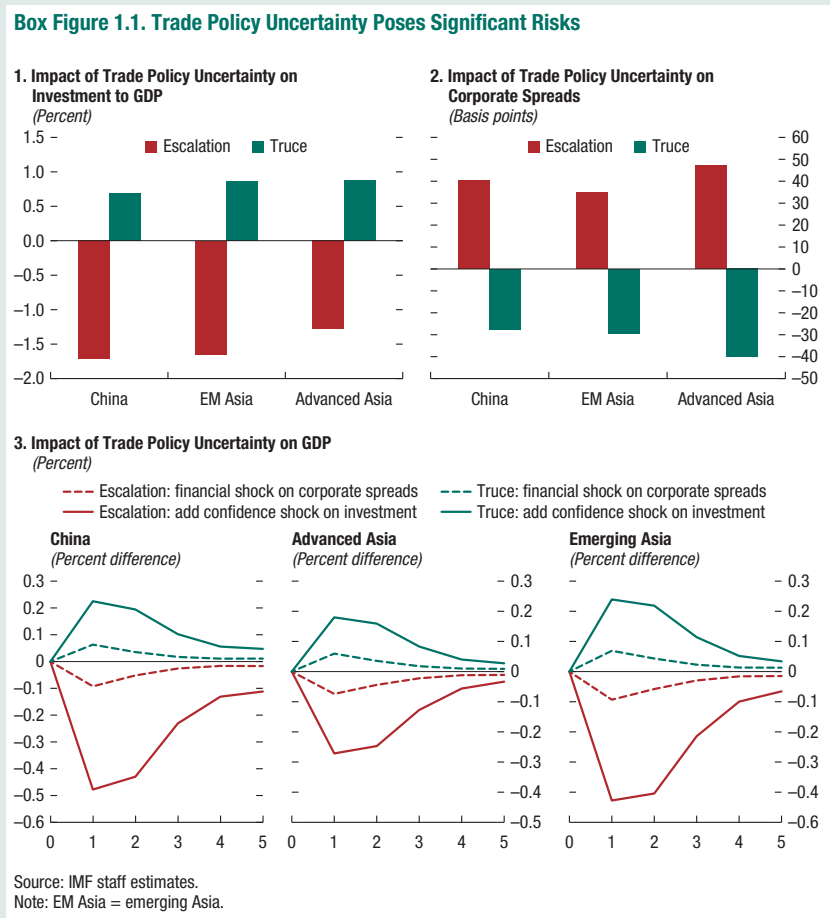 Box Figure 1.1. Trade Policy Uncertainty Poses Significant Risks
1. Impact of Trade Policy Uncertainty on
Investment to GDP
(Percent)
Escalation Truce
1.5
1.0
0.5
0.0
–0.5
–1.0
–1.5
–2.0
China EM Asia Advanced Asia
2. Impact of Trade Policy Uncertainty on
Corporate Spreads
(Basis points)
Escalation Truce
60
50
40
30
20
10
0
–10
–20
–30
–40
–50
China EM Asia Advanced Asia
3. Impact of Trade Policy Uncertainty on GDP
(Percent)
Escalation: financial shock on corporate spreads Truce: financial shock on corporate spreads
Escalation: add confidence shock on investment Truce: add confidence shock on investment
China
(Percent difference)
0.3
0.2
0.1
0
–0.1
–0.2
–0.3
–0.4
–0.5
–0.6
0 1 2 3 4 5
Advanced Asia
(Percent difference)
0.3
0.2
0.1
0
–0.1
–0.2
–0.3
–0.4
–0.5
0 1 2 3 4 5
Emerging Asia
(Percent difference)
0.3
0.2
0.1
0
–0.1
–0.2
–0.3
–0.4
–0.6
0 1 2 3 4 5
Source: IMF staff estimates.
Note: EM Asia = emerging Asia.